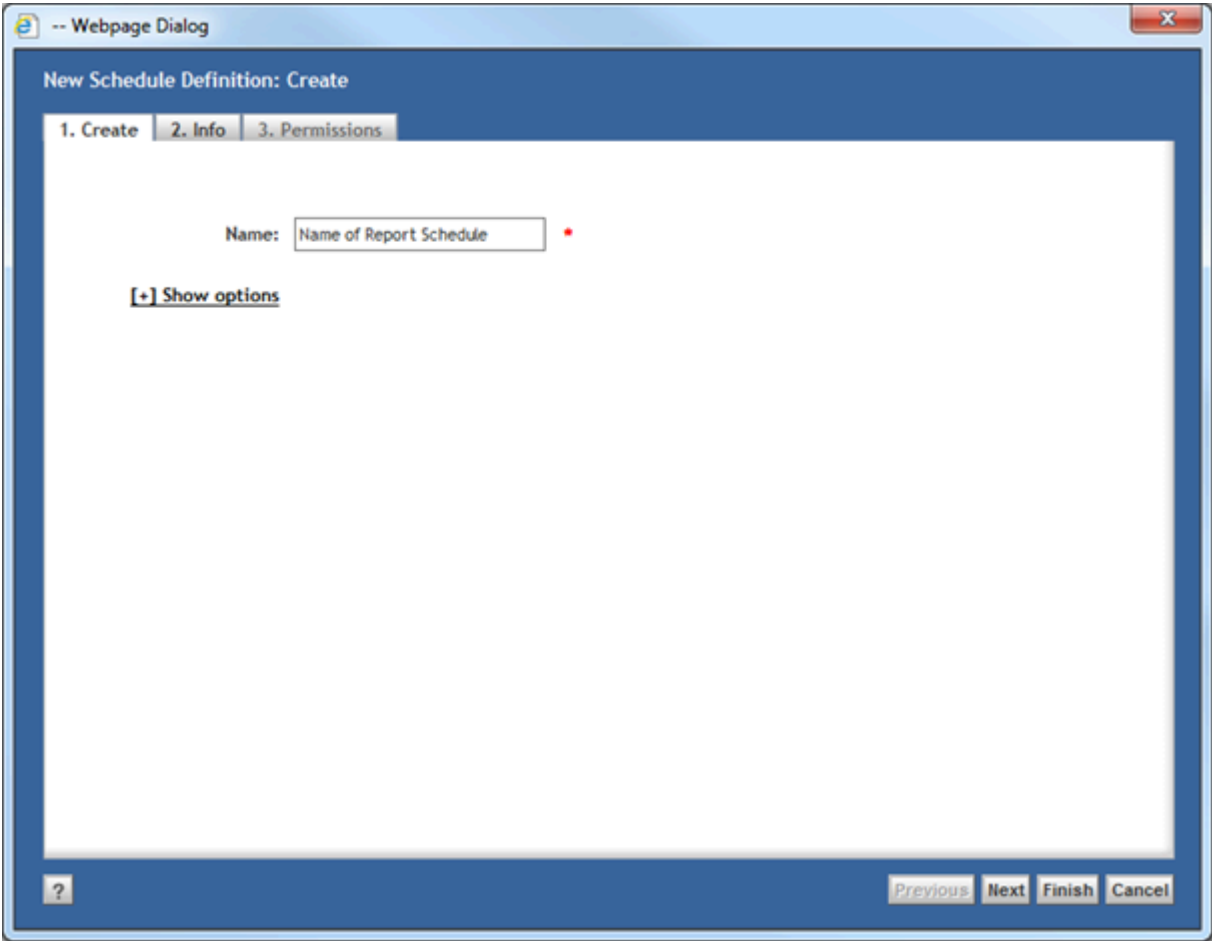 -- Webpage Dialog
x
New Schedule Definition: Create
1. Create 2. Info 3. Permissions
Name: Name of Report Schedule *
[+] Show options
? Previous Next Finish Cancel